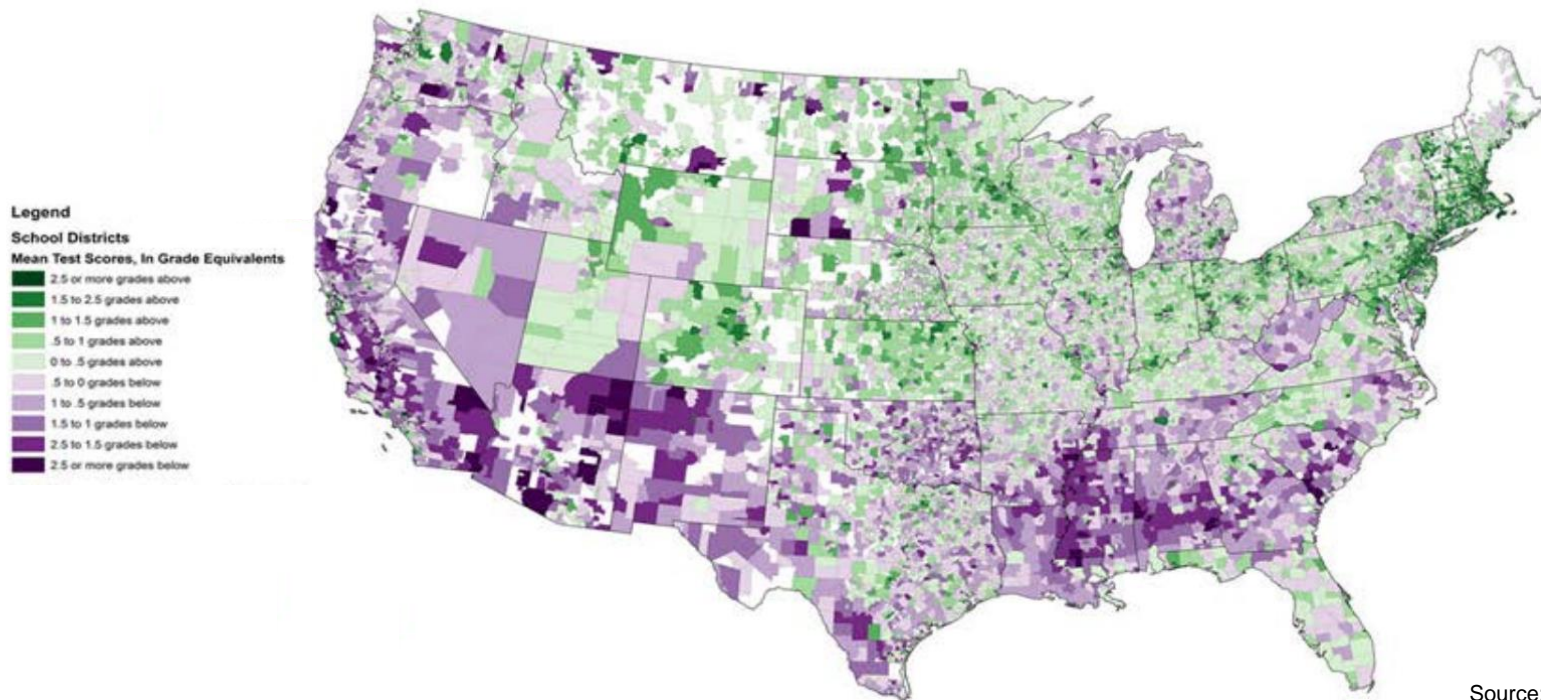 Legend
School Districts
Mean Test Scores, In Grade Equivalents
2.5 or more grades above
1.5 to 2.5 grades above
1 to 1.5 grades above
.5 to 1 grades above
0 to .5 grades above
.5 to 0 grades below
1 to .5 grades below
1.5 to 1 grades below
2.5 to 1.5 grades below
2.5 or more grades below
Source